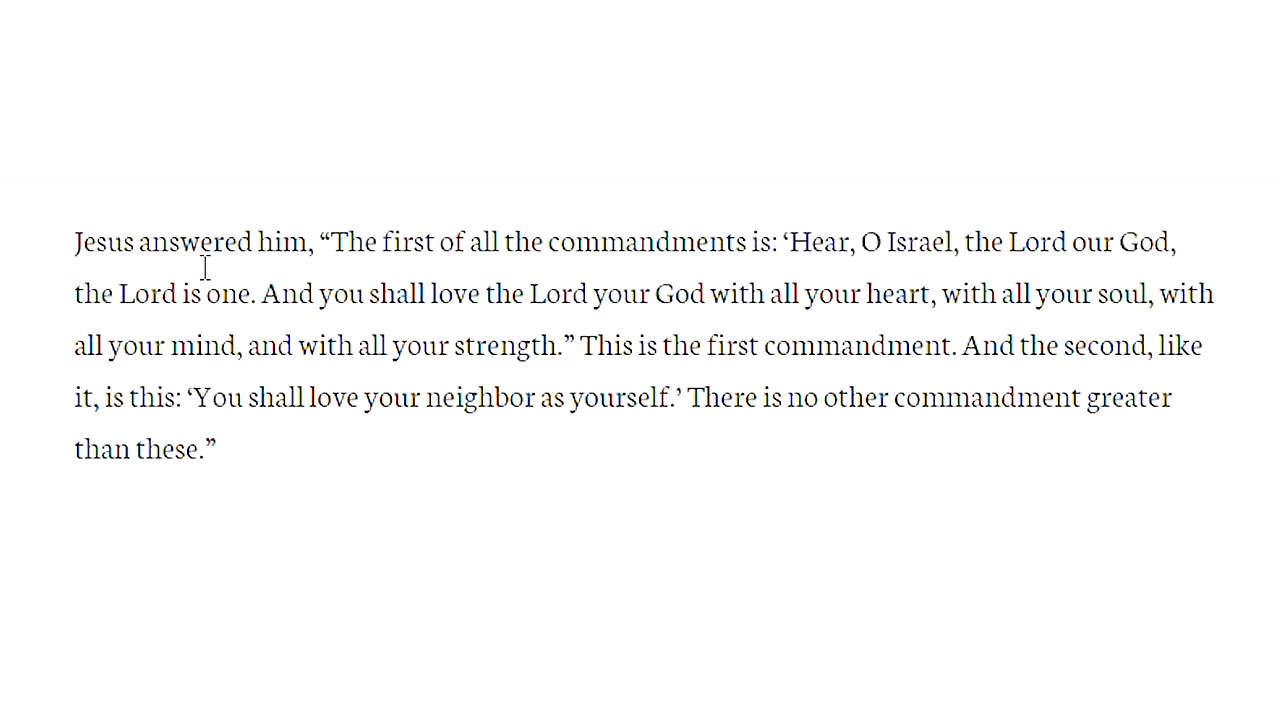 Jesus answered him, “The first of all the commandments is: ‘Hear, O Israel, the Lord our God,
the Lord is one. And you shall love the Lord your God with all your heart, with all your soul, with
all your mind, and with all your strength.” This is the first commandment. And the second, like
it, is this: ‘You shall love your neighbor as yourself.’ There is no other commandment greater
than these.”